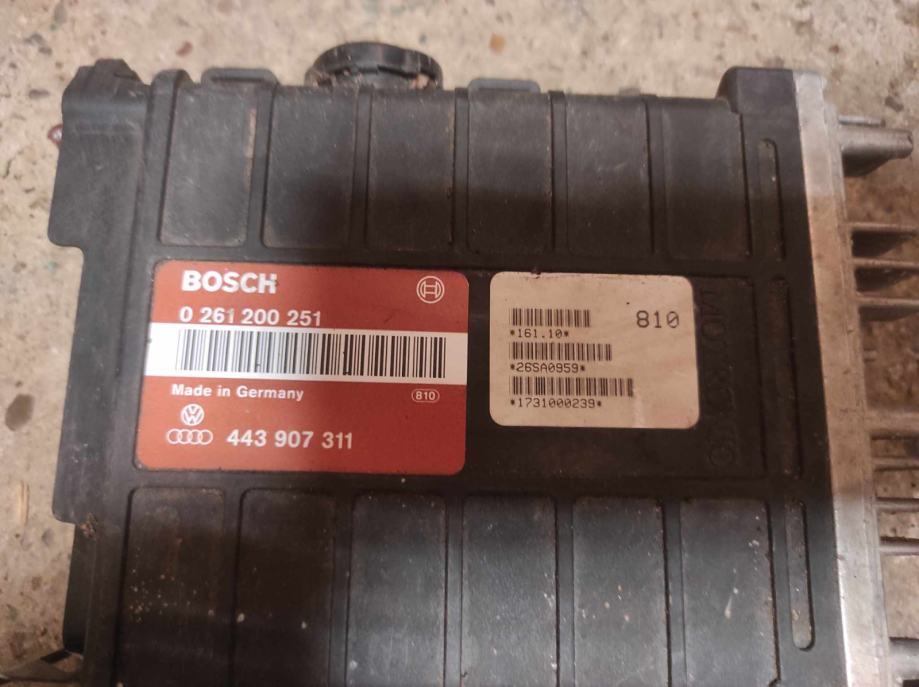 BOSCH
0 261 200 251
Made in Germany
810
443 907 311
810
*161.10*
*26SA0959*
*1731000239*